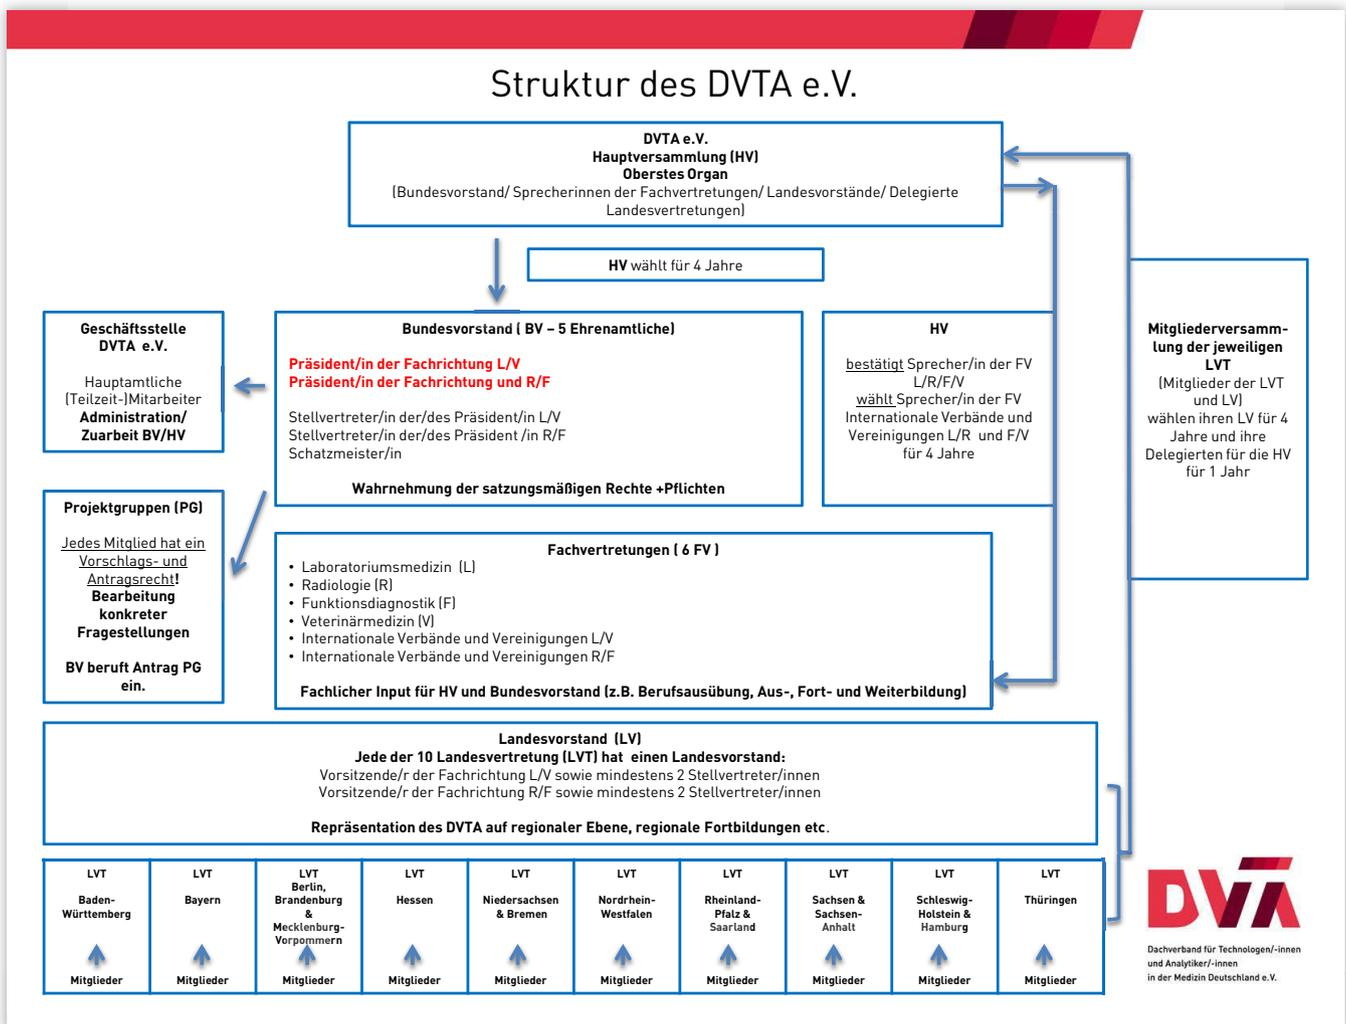 Struktur des DVTA e.V.
DVTA e.V.
Hauptversammlung (HV)
Oberstes Organ
(Bundesvorstand/ Sprecherinnen der Fachvertretungen/ Landesvorstände/ Delegierte
Landesvertretungen)
HV wählt für 4 Jahre
Geschäftsstelle
DVTA e.V.
Hauptamtliche
(Teilzeit-)Mitarbeiter
Administration/
Zuarbeit BV/HV
Bundesvorstand ( BV – 5 Ehrenamtliche)
Präsident/in der Fachrichtung L/V
Präsident/in der Fachrichtung und R/F
Stellvertreter/in der/des Präsident/in L/V
Stellvertreter/in der/des Präsident /in R/F
Schatzmeister/in
Wahrnehmung der satzungsmäßigen Rechte +Pflichten
HV
bestätigt Sprecher/in der FV
L/R/F/V
wählt Sprecher/in der FV
Internationale Verbände und
Vereinigungen L/R und F/V
für 4 Jahre
Mitgliederversamm-
lung der jeweiligen
LVT
(Mitglieder der LVT
und LV)
wählen ihren LV für 4
Jahre und ihre
Delegierten für die HV
für 1 Jahr
Projektgruppen (PG)
Jedes Mitglied hat ein
Vorschlags- und
Antragsrecht!
Bearbeitung
konkreter
Fragestellungen
BV beruft Antrag PG
ein.
Fachvertretungen ( 6 FV )
• Laboratoriumsmedizin (L)
• Radiologie (R)
• Funktionsdiagnostik (F)
• Veterinärmedizin (V)
• Internationale Verbände und Vereinigungen L/V
• Internationale Verbände und Vereinigungen R/F
Fachlicher Input für HV und Bundesvorstand (z.B. Berufsausübung, Aus-, Fort- und Weiterbildung)
Landesvorstand (LV)
Jede der 10 Landesvertretung (LVT) hat einen Landesvorstand:
Vorsitzende/r der Fachrichtung L/V sowie mindestens 2 Stellvertreter/innen
Vorsitzende/r der Fachrichtung R/F sowie mindestens 2 Stellvertreter/innen
Repräsentation des DVTA auf regionaler Ebene, regionale Fortbildungen etc.
LVT
Baden-
Württemberg
Mitglieder
LVT
Bayern
Mitglieder
LVT
Berlin,
Brandenburg
&
Mecklenburg-
Vorpommern
Mitglieder
LVT
Hessen
Mitglieder
LVT
Niedersachsen
& Bremen
Mitglieder
LVT
Nordrhein-
Westfalen
Mitglieder
LVT
Rheinland-
Pfalz &
Saarland
Mitglieder
LVT
Sachsen &
Sachsen-
Anhalt
Mitglieder
LVT
Schleswig-
Holstein &
Hamburg
Mitglieder
LVT
Thüringen
Mitglieder
DVTA
Dachverband für Technologen/-innen
und Analytiker/-innen
in der Medizin Deutschland e.V.